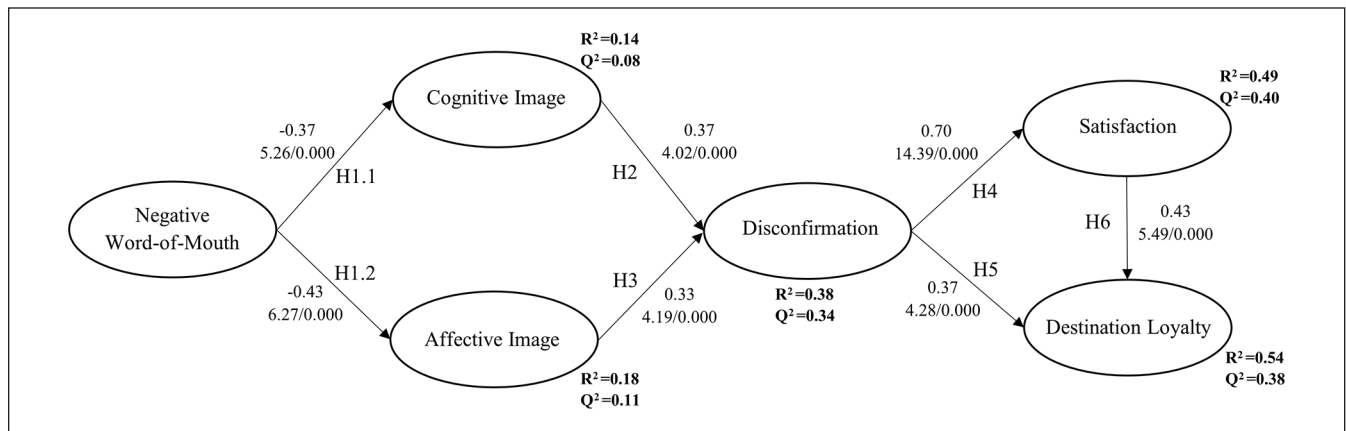 R²=0.14
Q²=0.08
Cognitive Image
-0.37
5.26/0.000
H1.1
0.37
4.02/0.000
H2
Negative
Word-of-Mouth
H1.2
-0.43
6.27/0.000
Affective Image
R²=0.18
Q²=0.11
H3
0.33
4.19/0.000
Disconfirmation
R²=0.38
Q²=0.34
0.70
14.39/0.000
H4
R²=0.49
Q²=0.40
Satisfaction
H5
0.37
4.28/0.000
H6
0.43
5.49/0.000
Destination Loyalty
R²=0.54
Q²=0.38